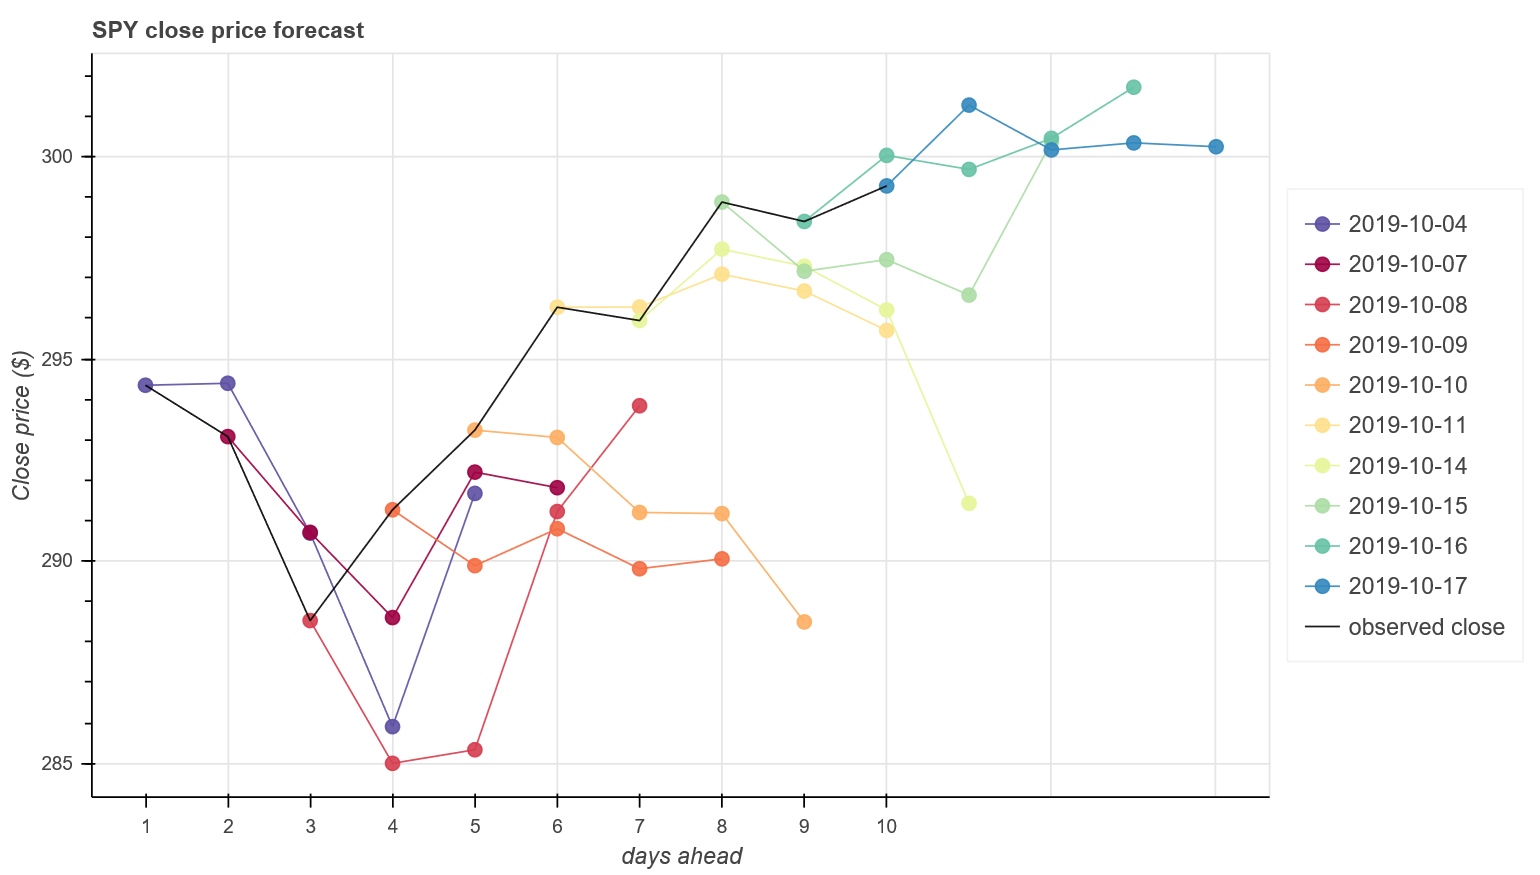 SPY close price forecast
Close price ($)
300
295
290
285
1 2 3 4 5 6 7 8 9 10
days ahead
2019-10-04
2019-10-07
2019-10-08
2019-10-09
2019-10-10
2019-10-11
2019-10-14
2019-10-15
2019-10-16
2019-10-17
observed close